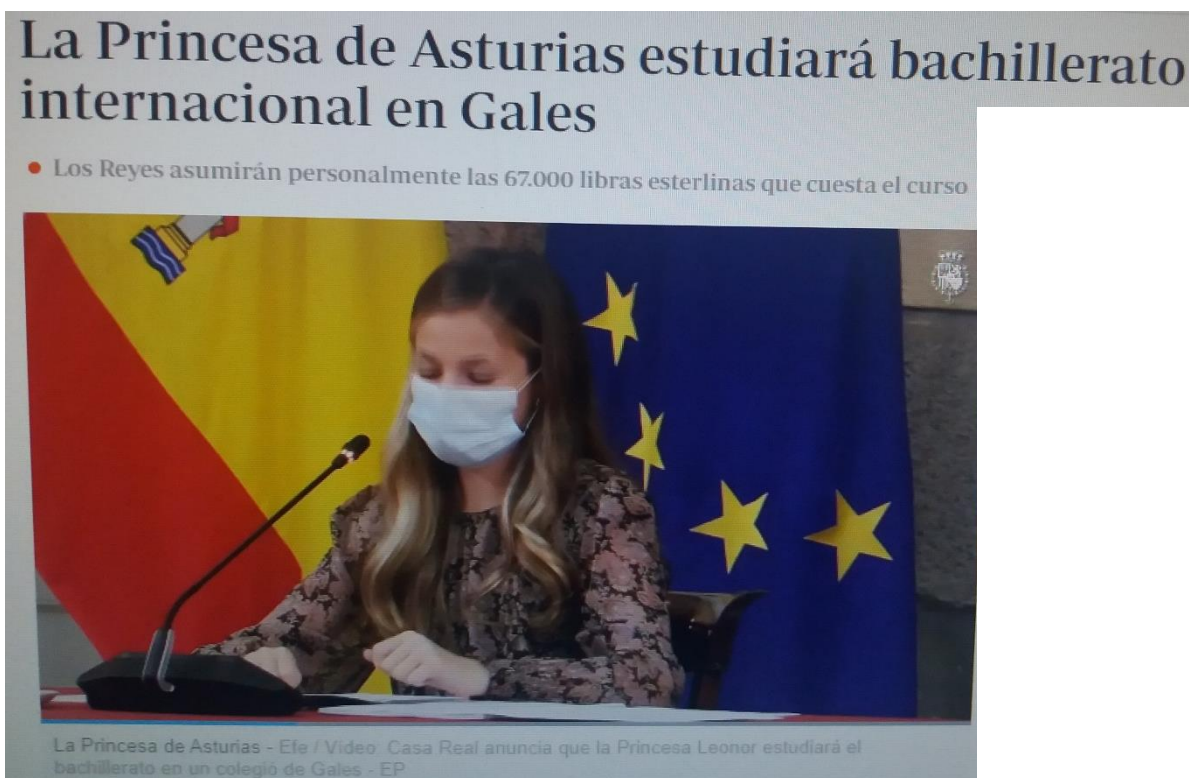 La Princesa de Asturias estudiará bachillerato
internacional en Gales
Los Reyes asumirán personalmente las 67.000 libras esterlinas que cuesta el curso
La Princesa de Asturias - Efe / Video: Casa Real anuncia que la Princesa Leonor estudiará el
bachillerato en un colegio de Gales - EP